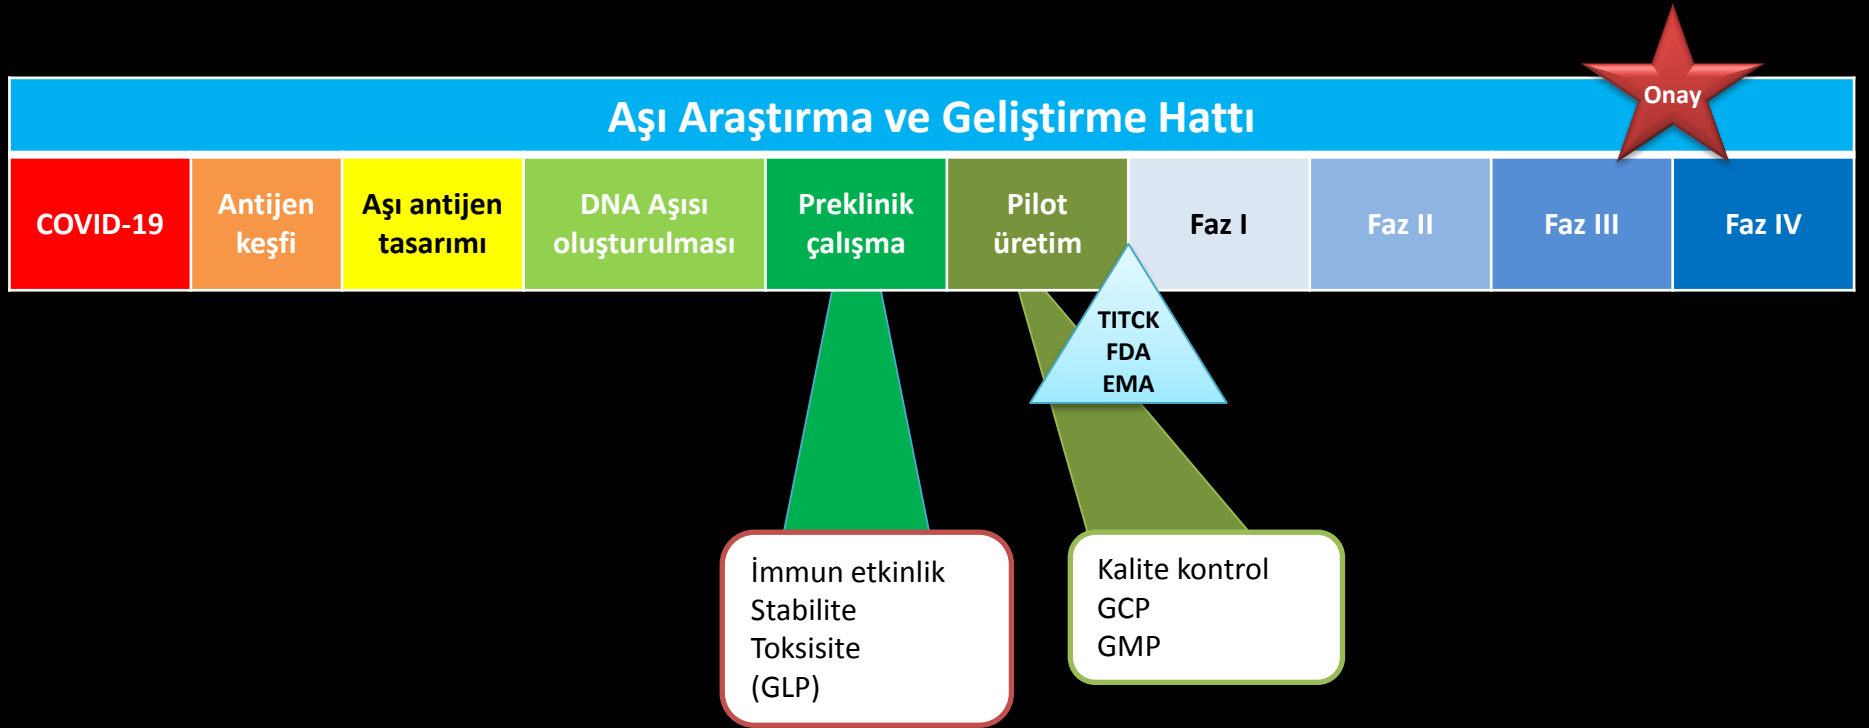 Onay
Aşı Araştırma ve Geliştirme Hattı
COVID-19
Antijen
keşfi
Aşı antijen
tasarımı
DNA Aşısı
oluşturulması
Preklinik
çalışma
Pilot
üretim
Faz I
Faz II
Faz III
Faz IV
TITCK
FDA
EMA
İmmun etkinlik
Stabilite
Toksisite
(GLP)
Kalite kontrol
GCP
GMP